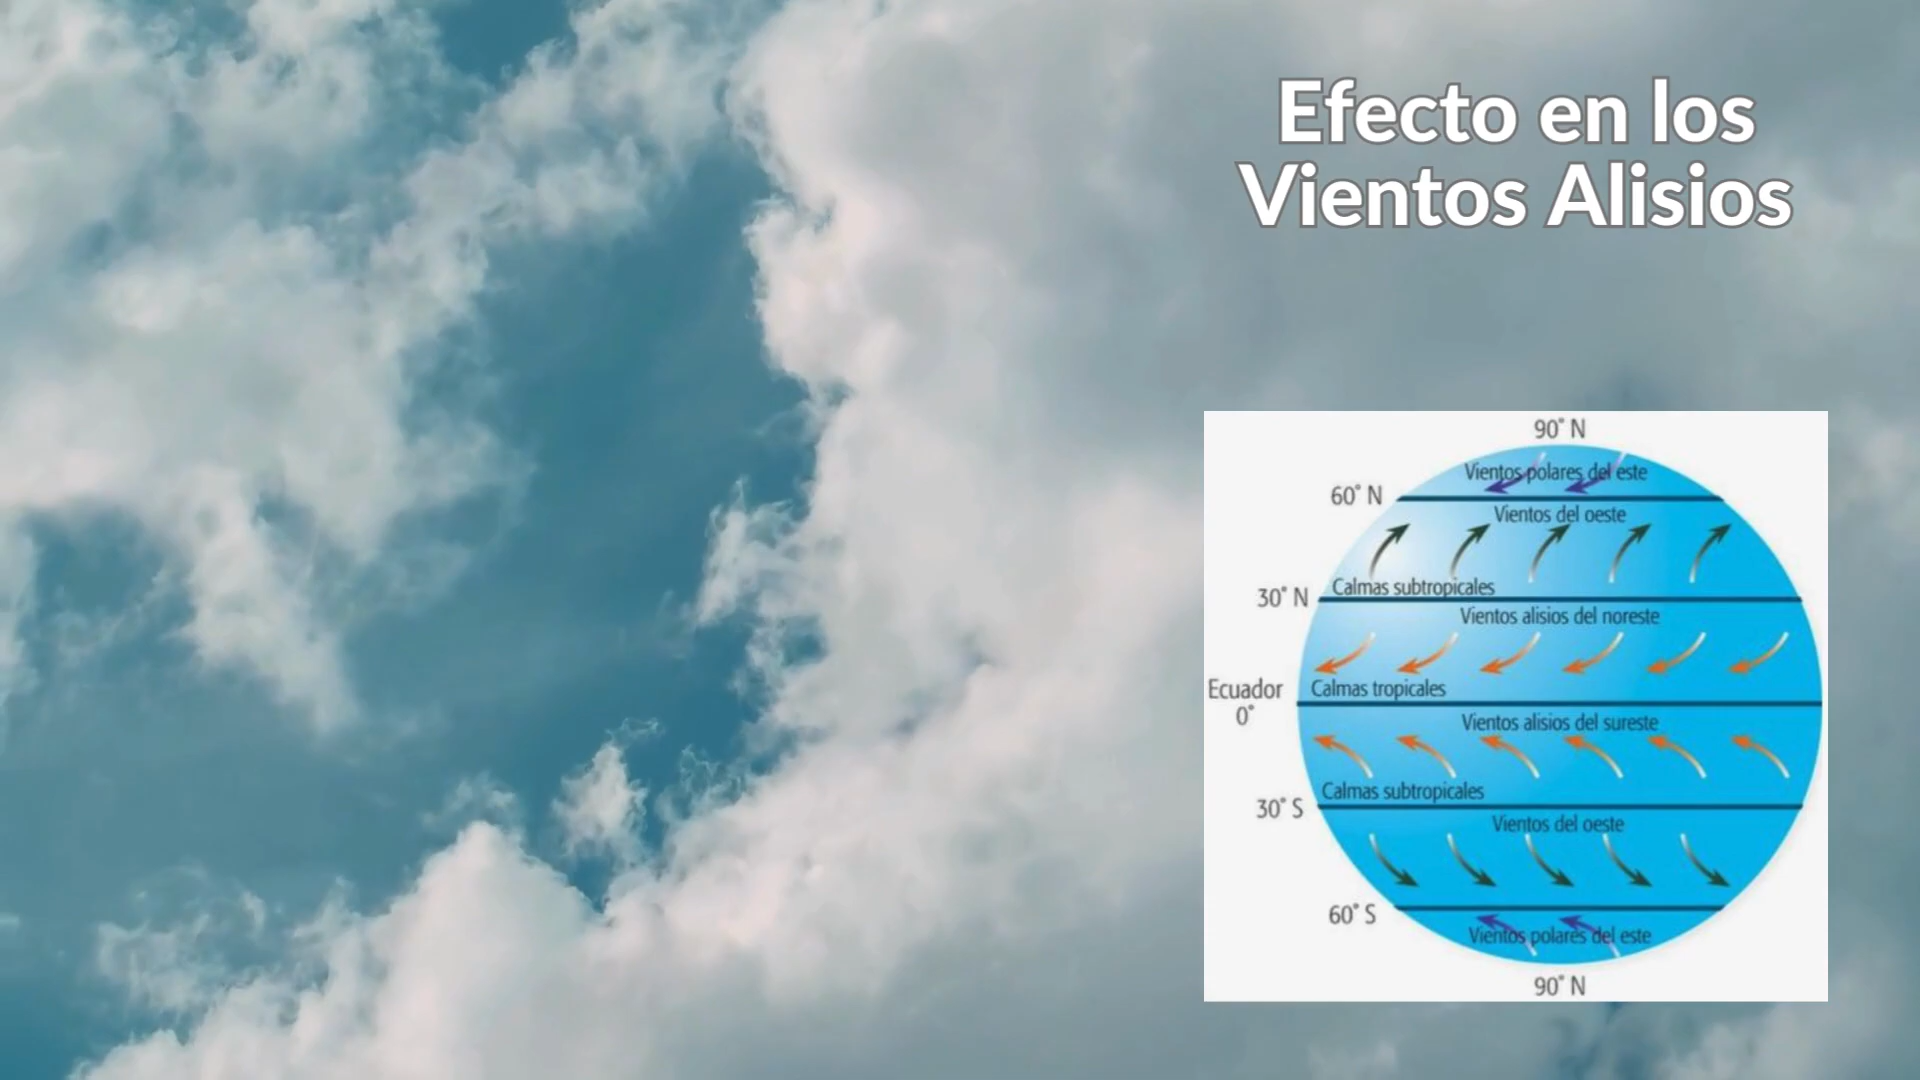 Efecto en los
Vientos Alisios
90° N
Vientos polares del este
60° N
Vientos del oeste
Calmas subtropicales
30° N
Vientos alisios del noreste
Ecuador
0°
Calmas tropicales
Vientos alisios del sureste
Calmas subtropicales
30° S
Vientos del oeste
60° S
Vientos polares del este
90° N